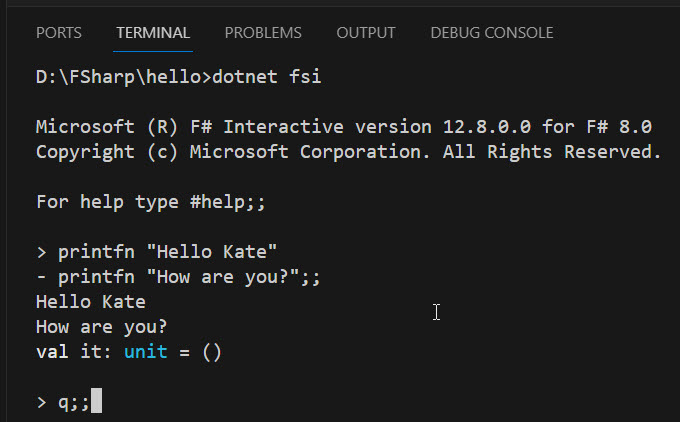 PORTS TERMINAL PROBLEMS OUTPUT DEBUG CONSOLE
D:\FSharp\hello>dotnet fsi
Microsoft (R) F# Interactive version 12.8.0.0 for F# 8.0
Copyright (c) Microsoft Corporation. All Rights Reserved.
For help type #help;;
> printfn "Hello Kate"
- printfn "How are you?";;
Hello Kate
How are you?
val it: unit = ()
> q;;